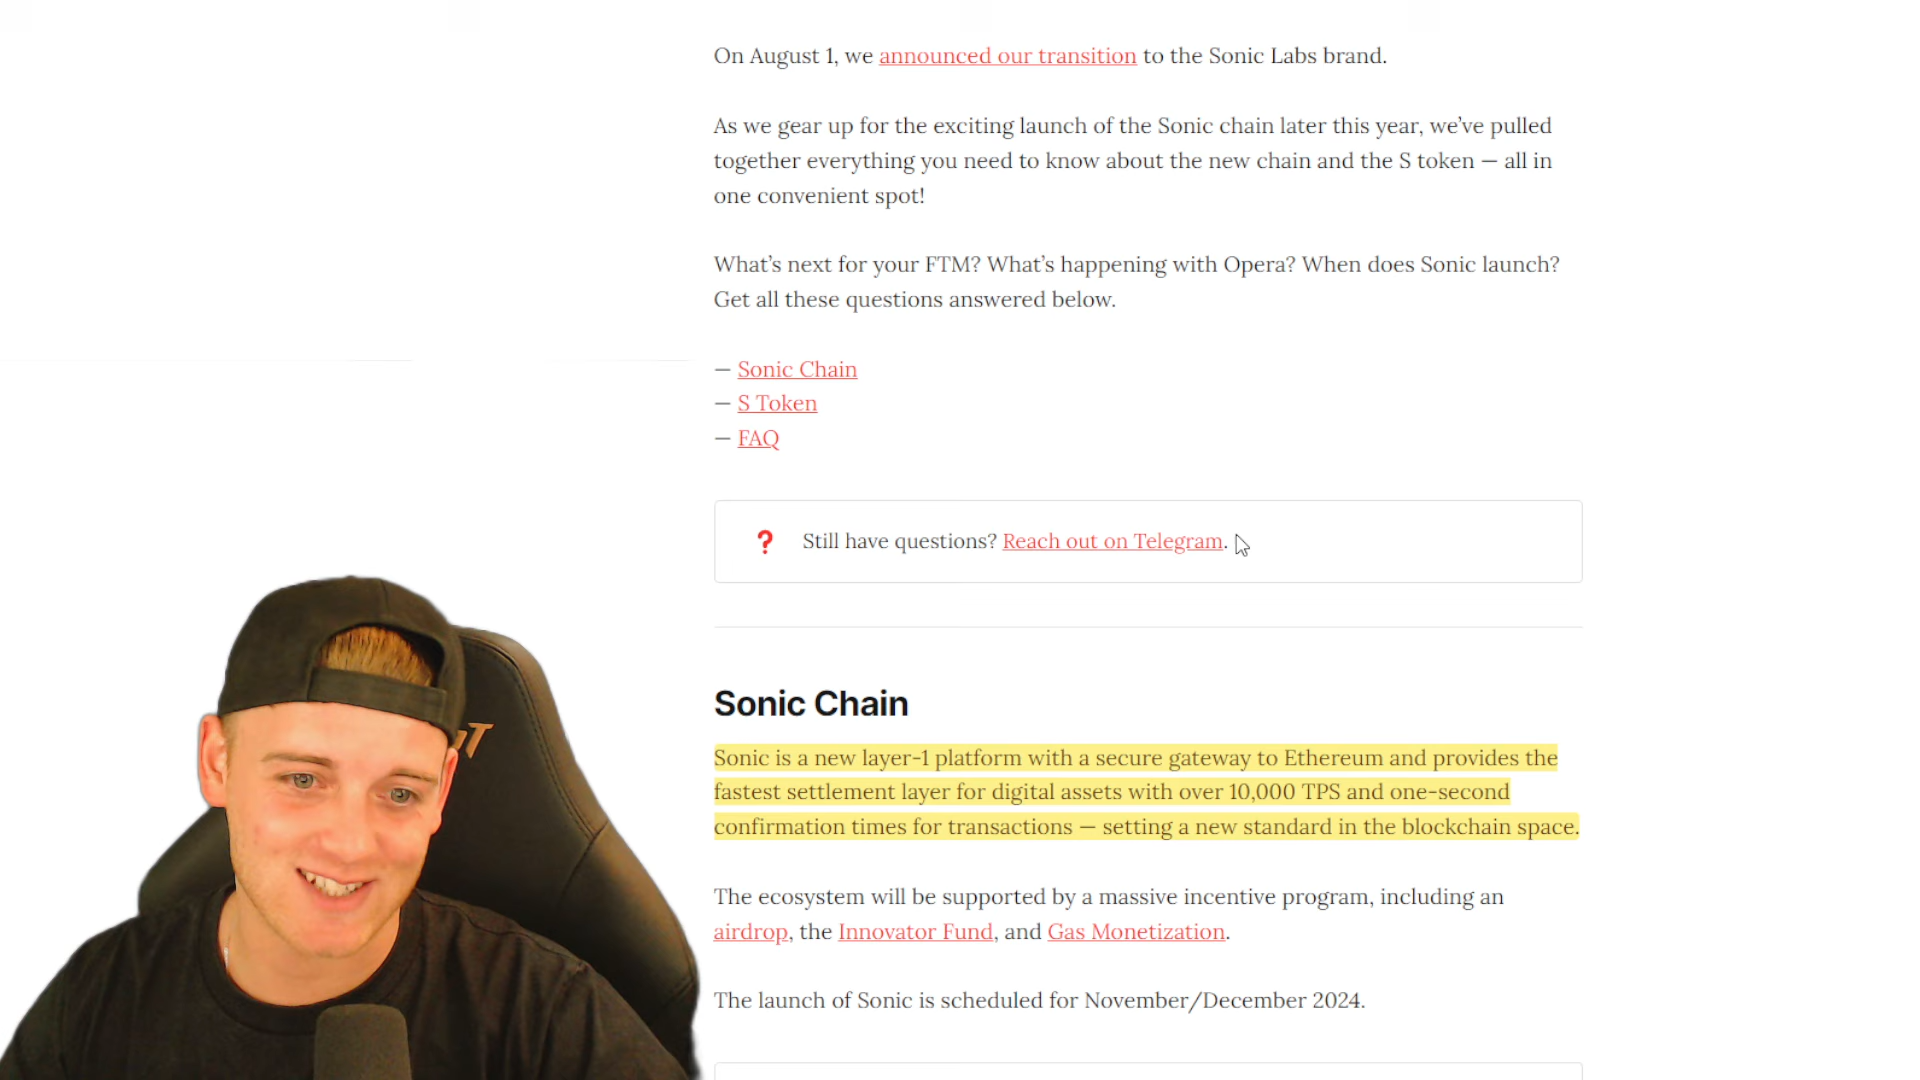 On August 1, we announced our transition to the Sonic Labs brand.
As we gear up for the exciting launch of the Sonic chain later this year, we’ve pulled
together everything you need to know about the new chain and the S token — all in
one convenient spot!
What’s next for your FTM? What’s happening with Opera? When does Sonic launch?
Get all these questions answered below.
— Sonic Chain
— S Token
— FAQ
❓ Still have questions? Reach out on Telegram.
Sonic Chain
Sonic is a new layer-1 platform with a secure gateway to Ethereum and provides the
fastest settlement layer for digital assets with over 10,000 TPS and one-second
confirmation times for transactions — setting a new standard in the blockchain space.
The ecosystem will be supported by a massive incentive program, including an
airdrop, the Innovator Fund, and Gas Monetization.
The launch of Sonic is scheduled for November/December 2024.